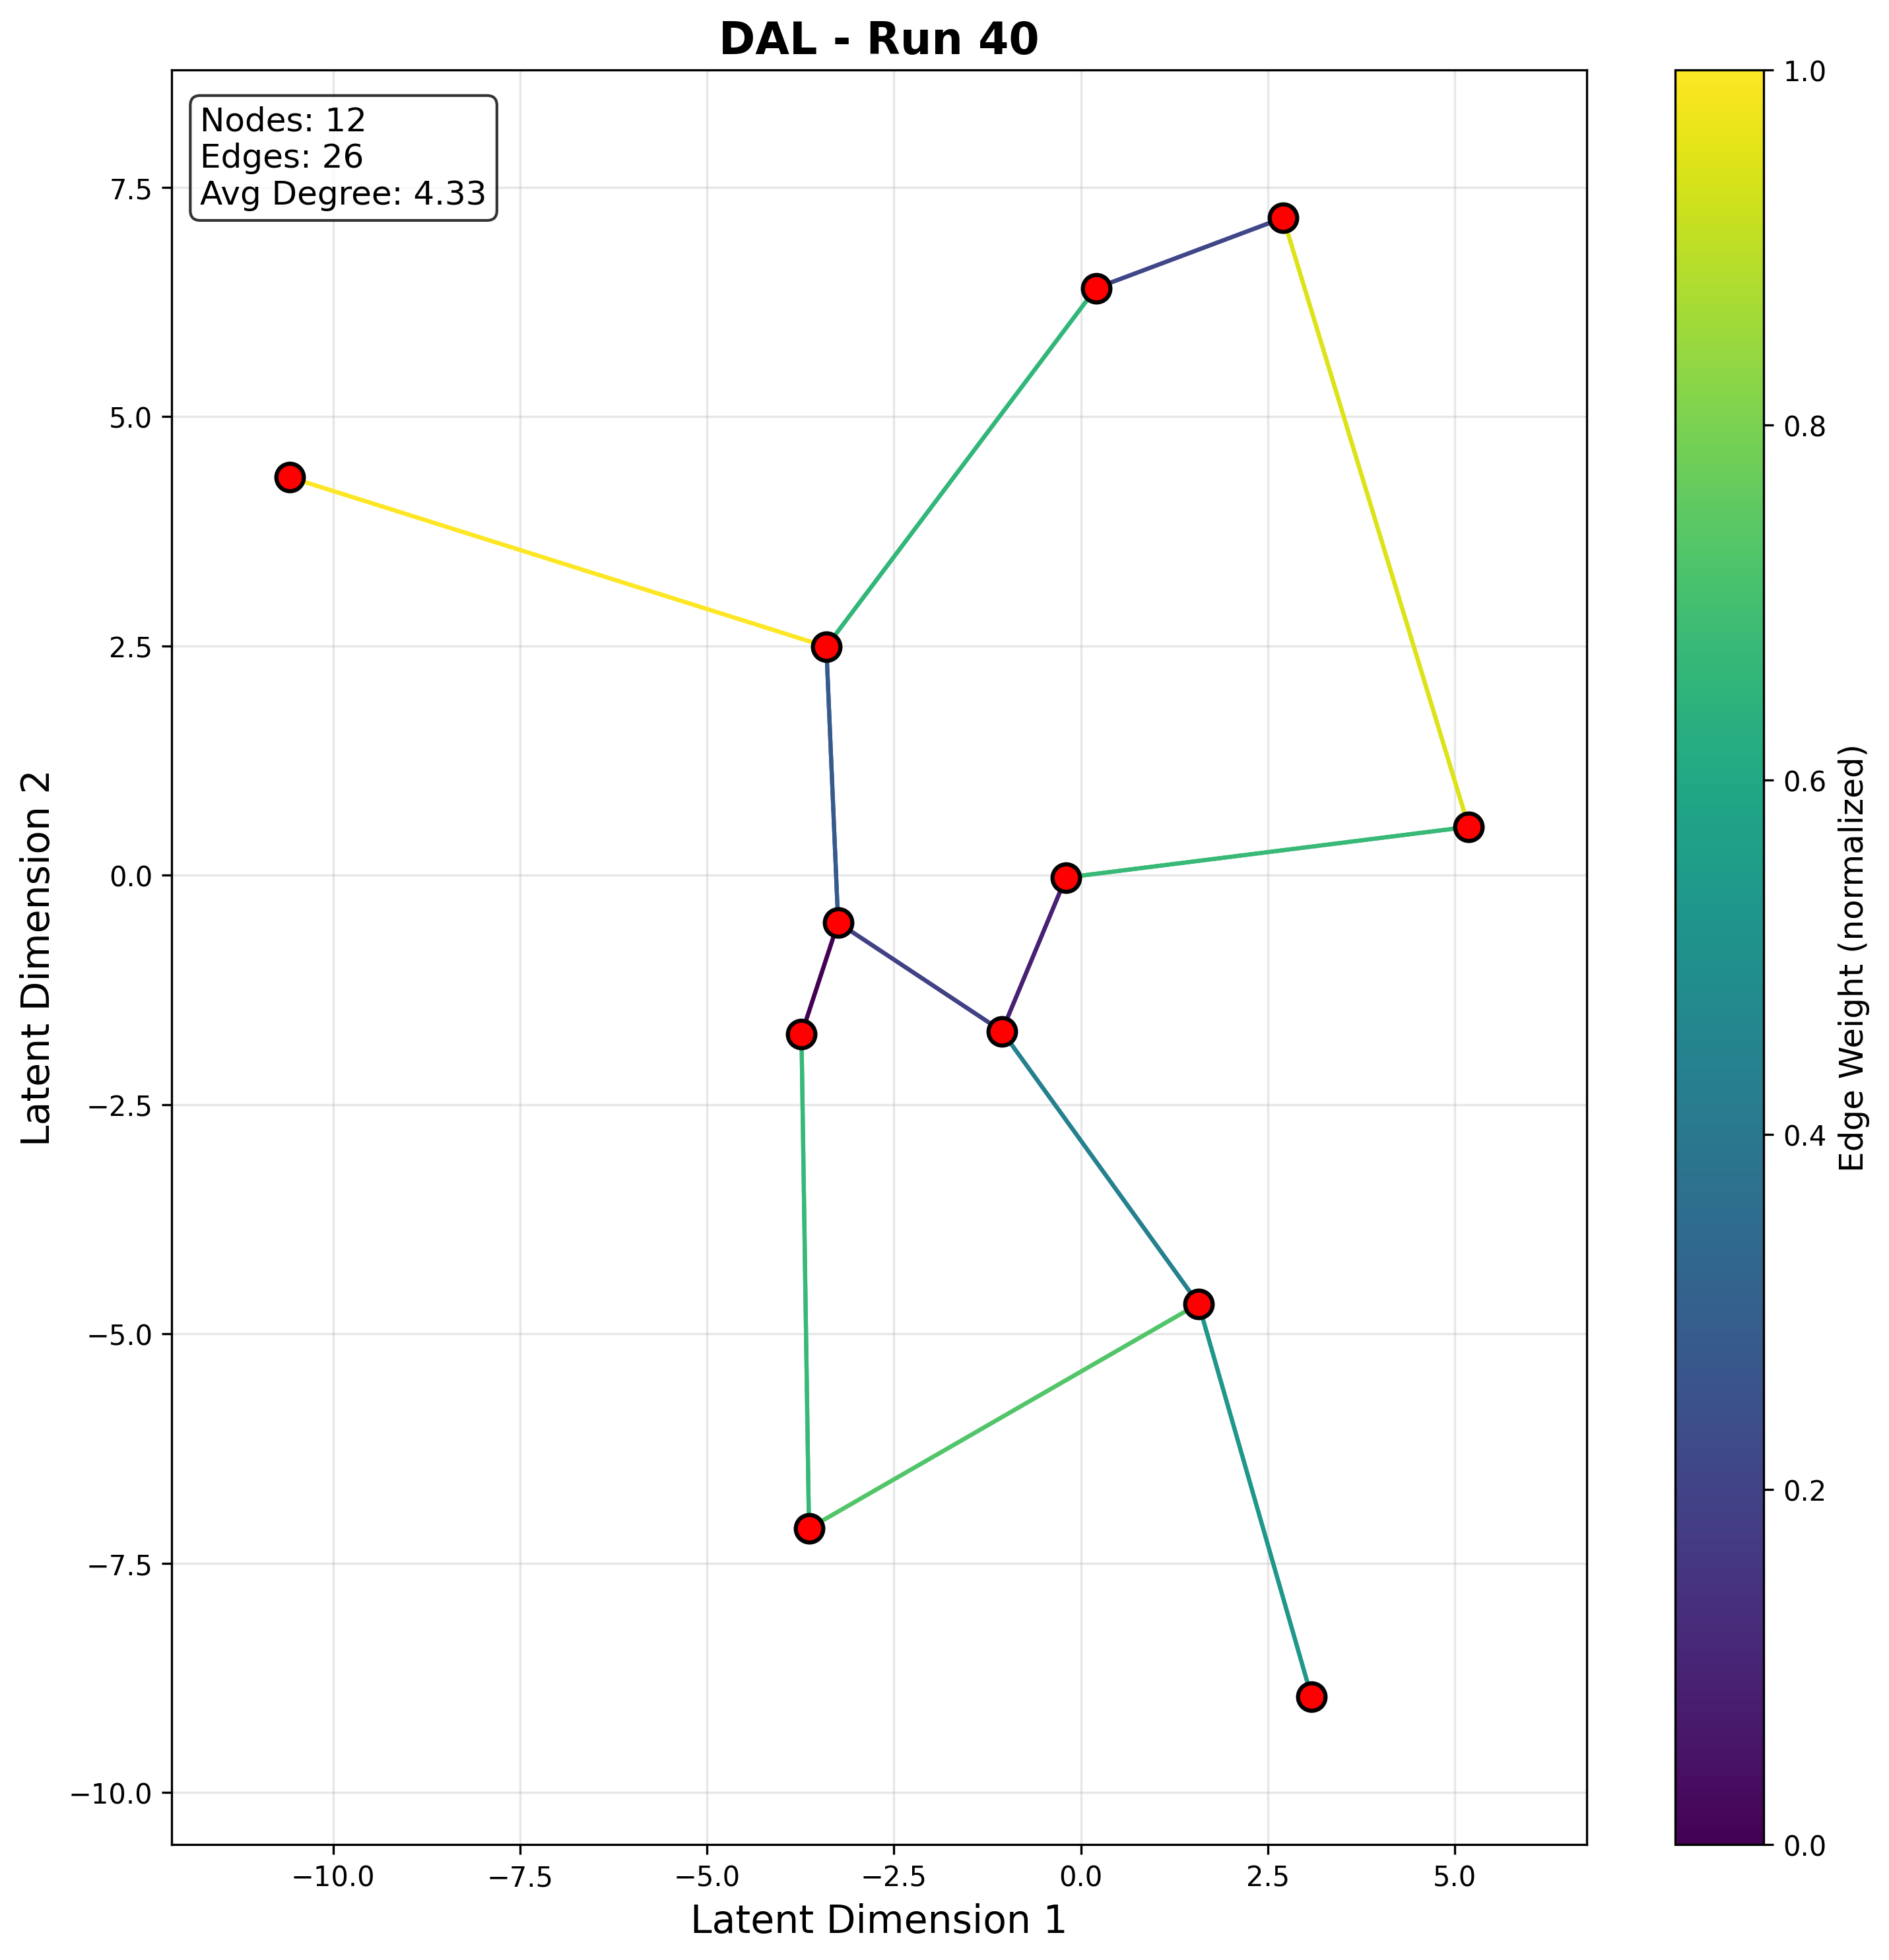 DAL - Run 40
Nodes: 12
Edges: 26
Avg Degree: 4.33
7.5
5.0
2.5
0.0
−2.5
−5.0
−7.5
−10.0
Latent Dimension 2
−10.0 −7.5 −5.0 −2.5 0.0 2.5 5.0
Latent Dimension 1
1.0
0.8
0.6
0.4
0.2
0.0
Edge Weight (normalized)